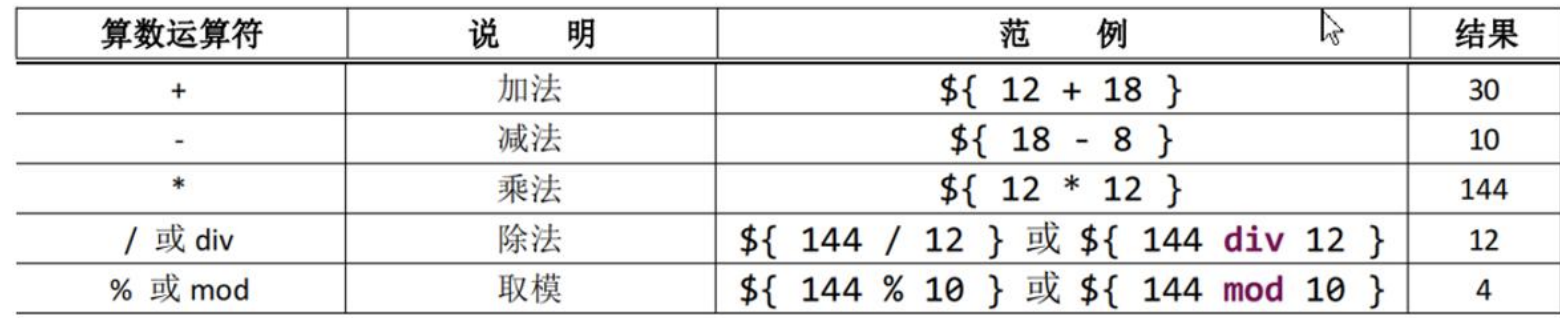 算数运算符 说 明 范 例 结果
+ 加法 ${ 12 + 18 } 30
- 减法 ${ 18 - 8 } 10
* 乘法 ${ 12 * 12 } 144
/ 或 div 除法 ${ 144 / 12 } 或 ${ 144 div 12 } 12
% 或 mod 取模 ${ 144 % 10 } 或 ${ 144 mod 10 } 4